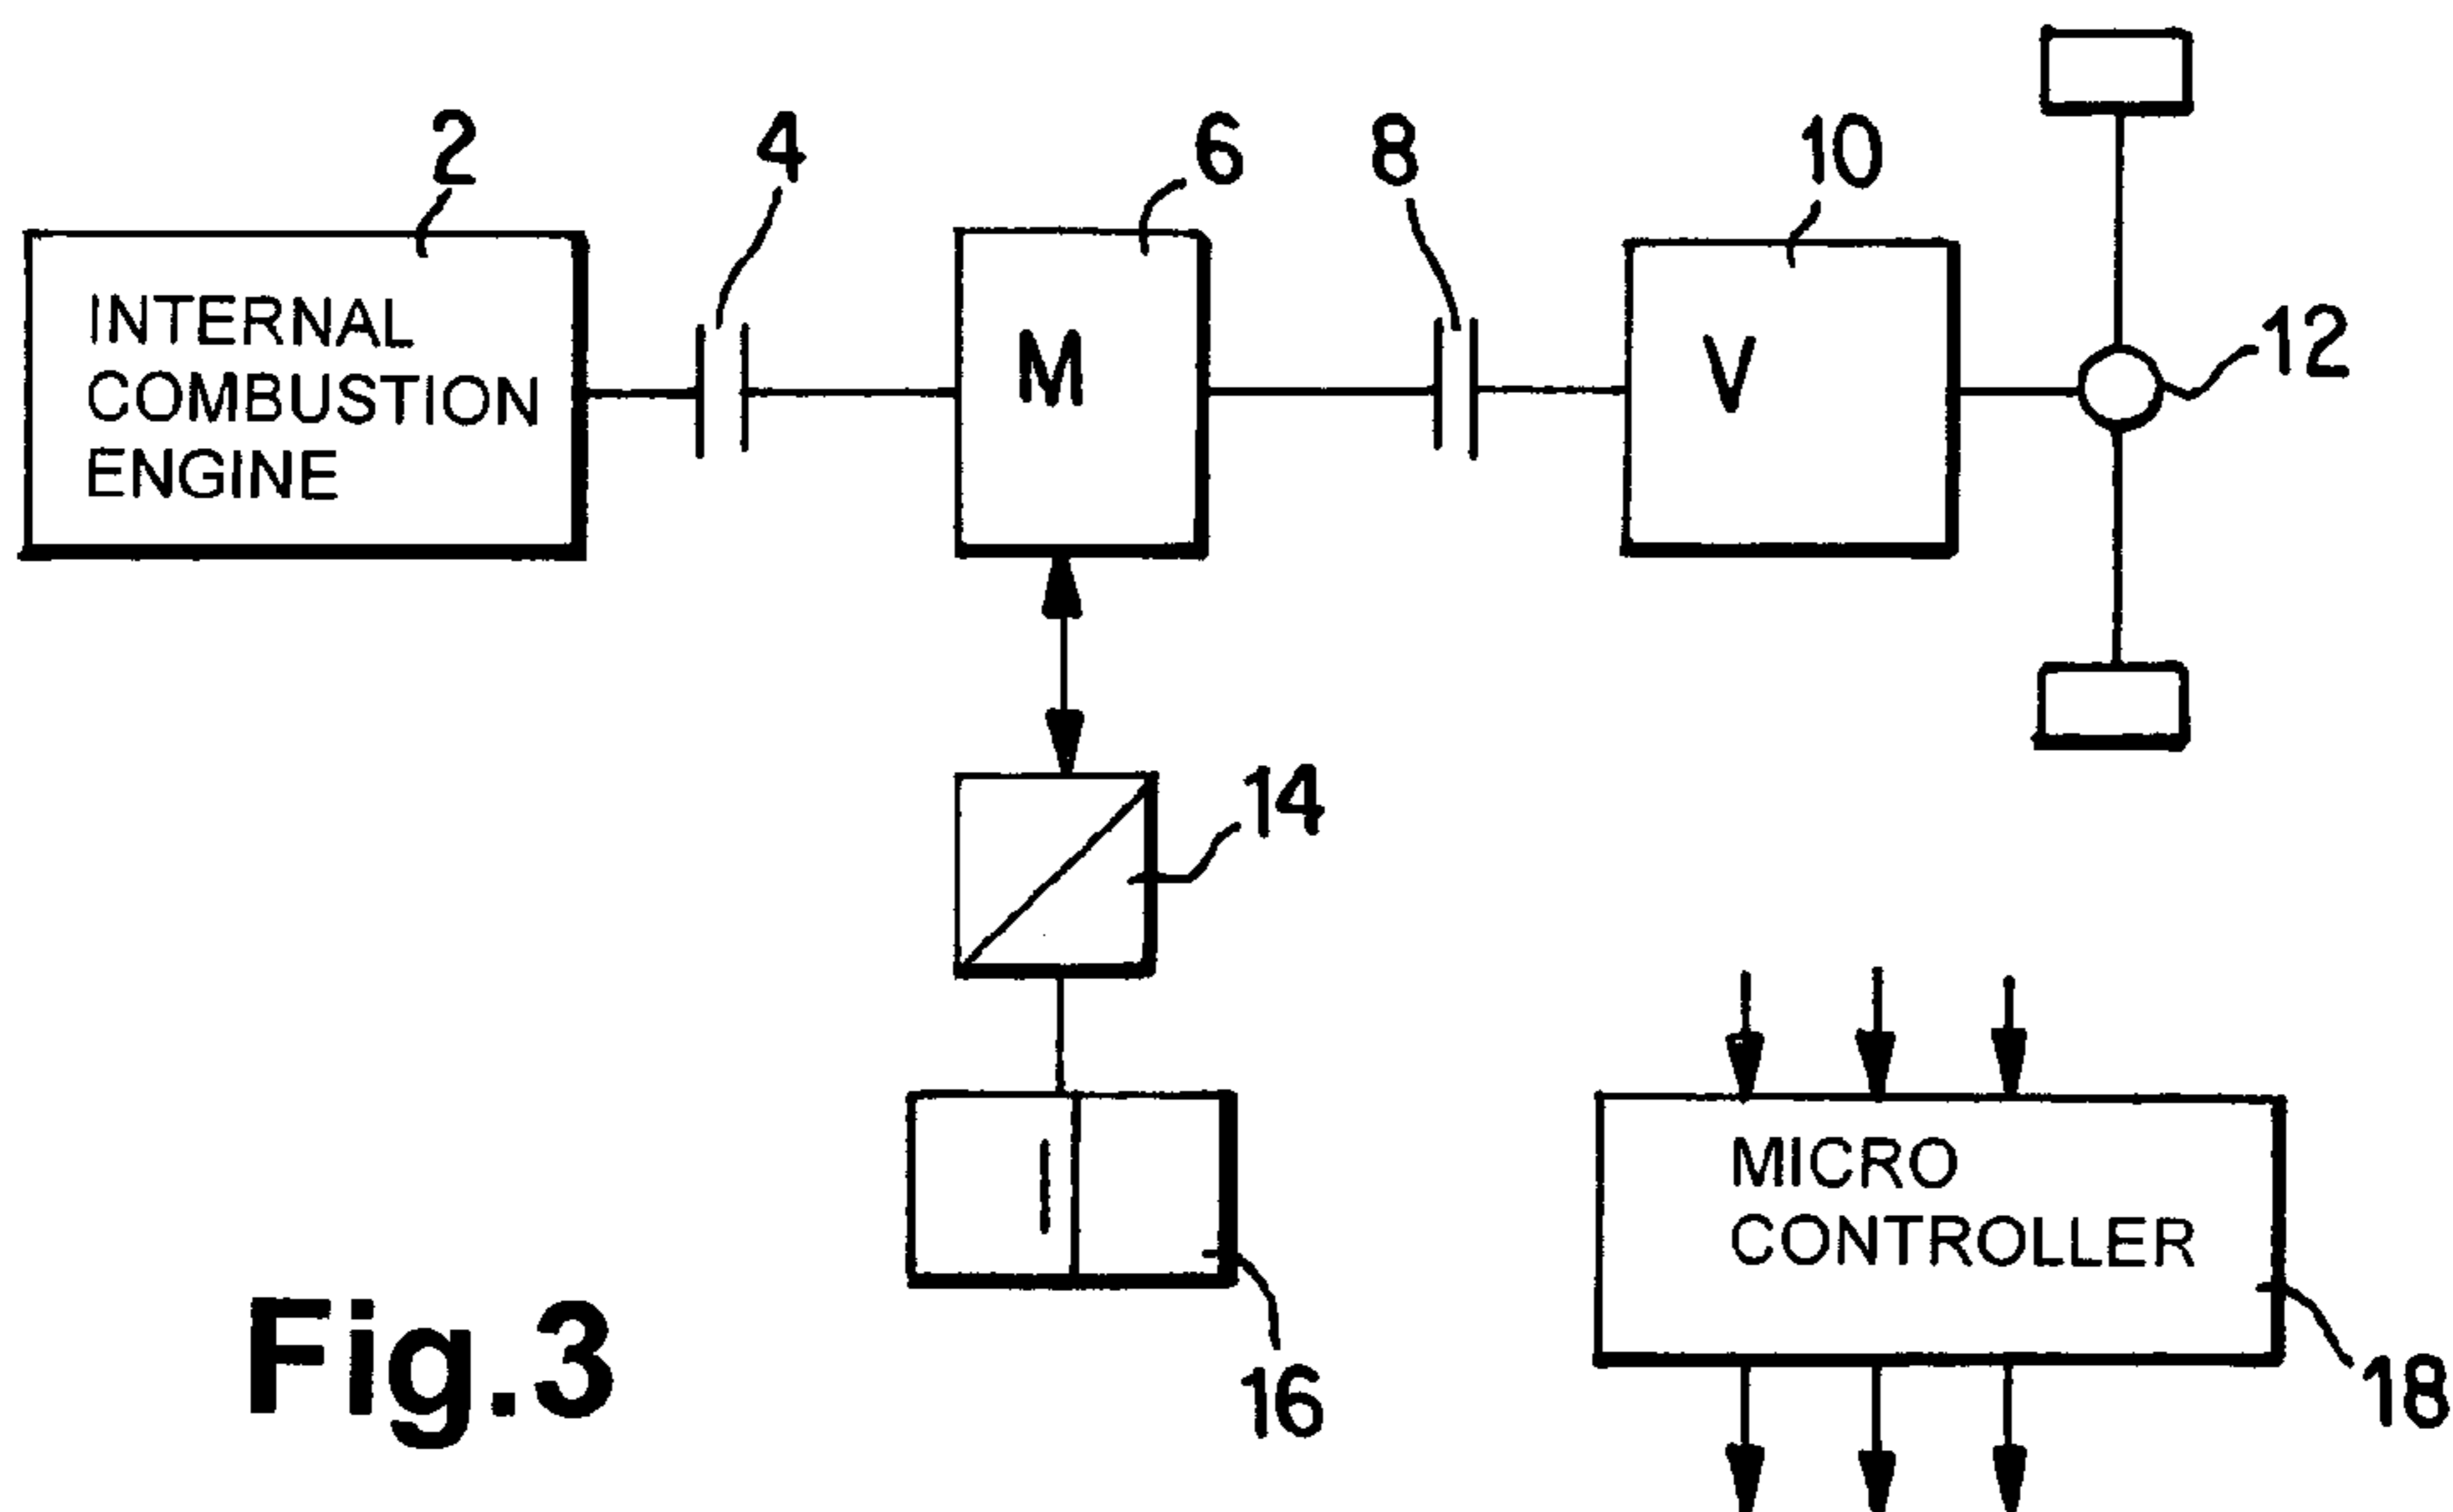 2
4
6
8
10
INTERNAL
COMBUSTION
ENGINE
M
V
12
14
16
MICRO
CONTROLLER
18
Fig.3